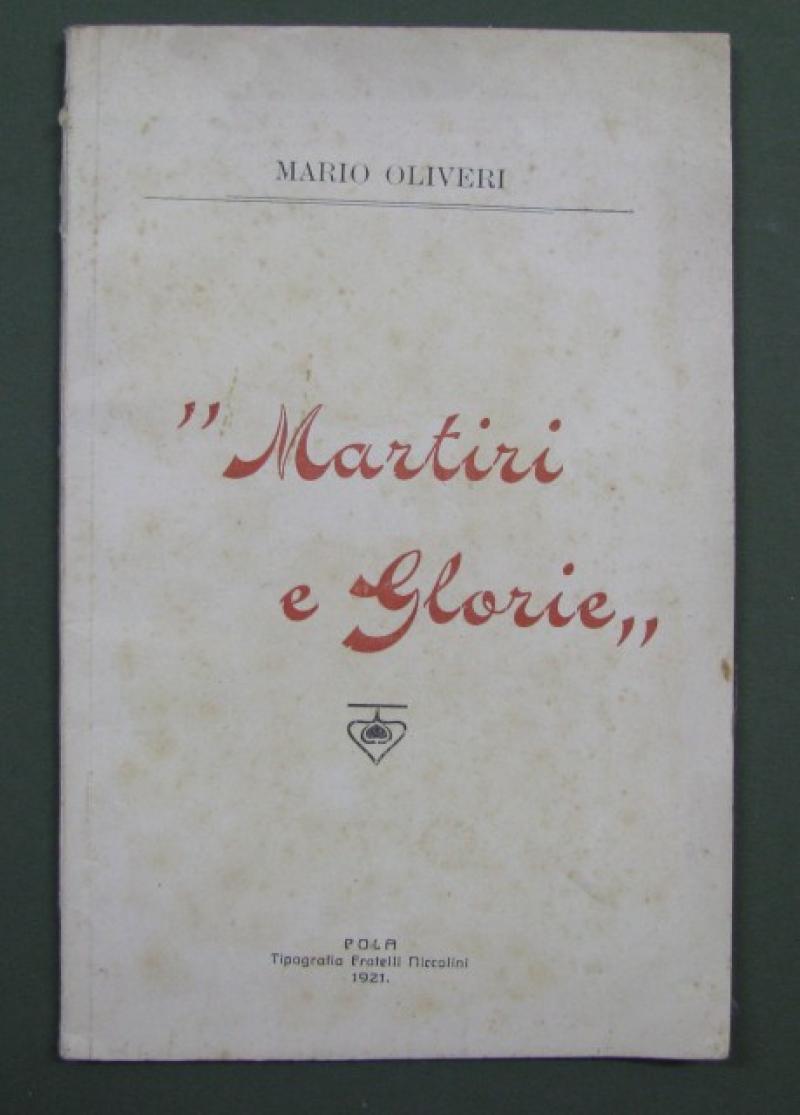 MARIO OLIVERI
"Martiri
e Glorie„
POLA
Tipografia Fratelli Niccolini
1921.